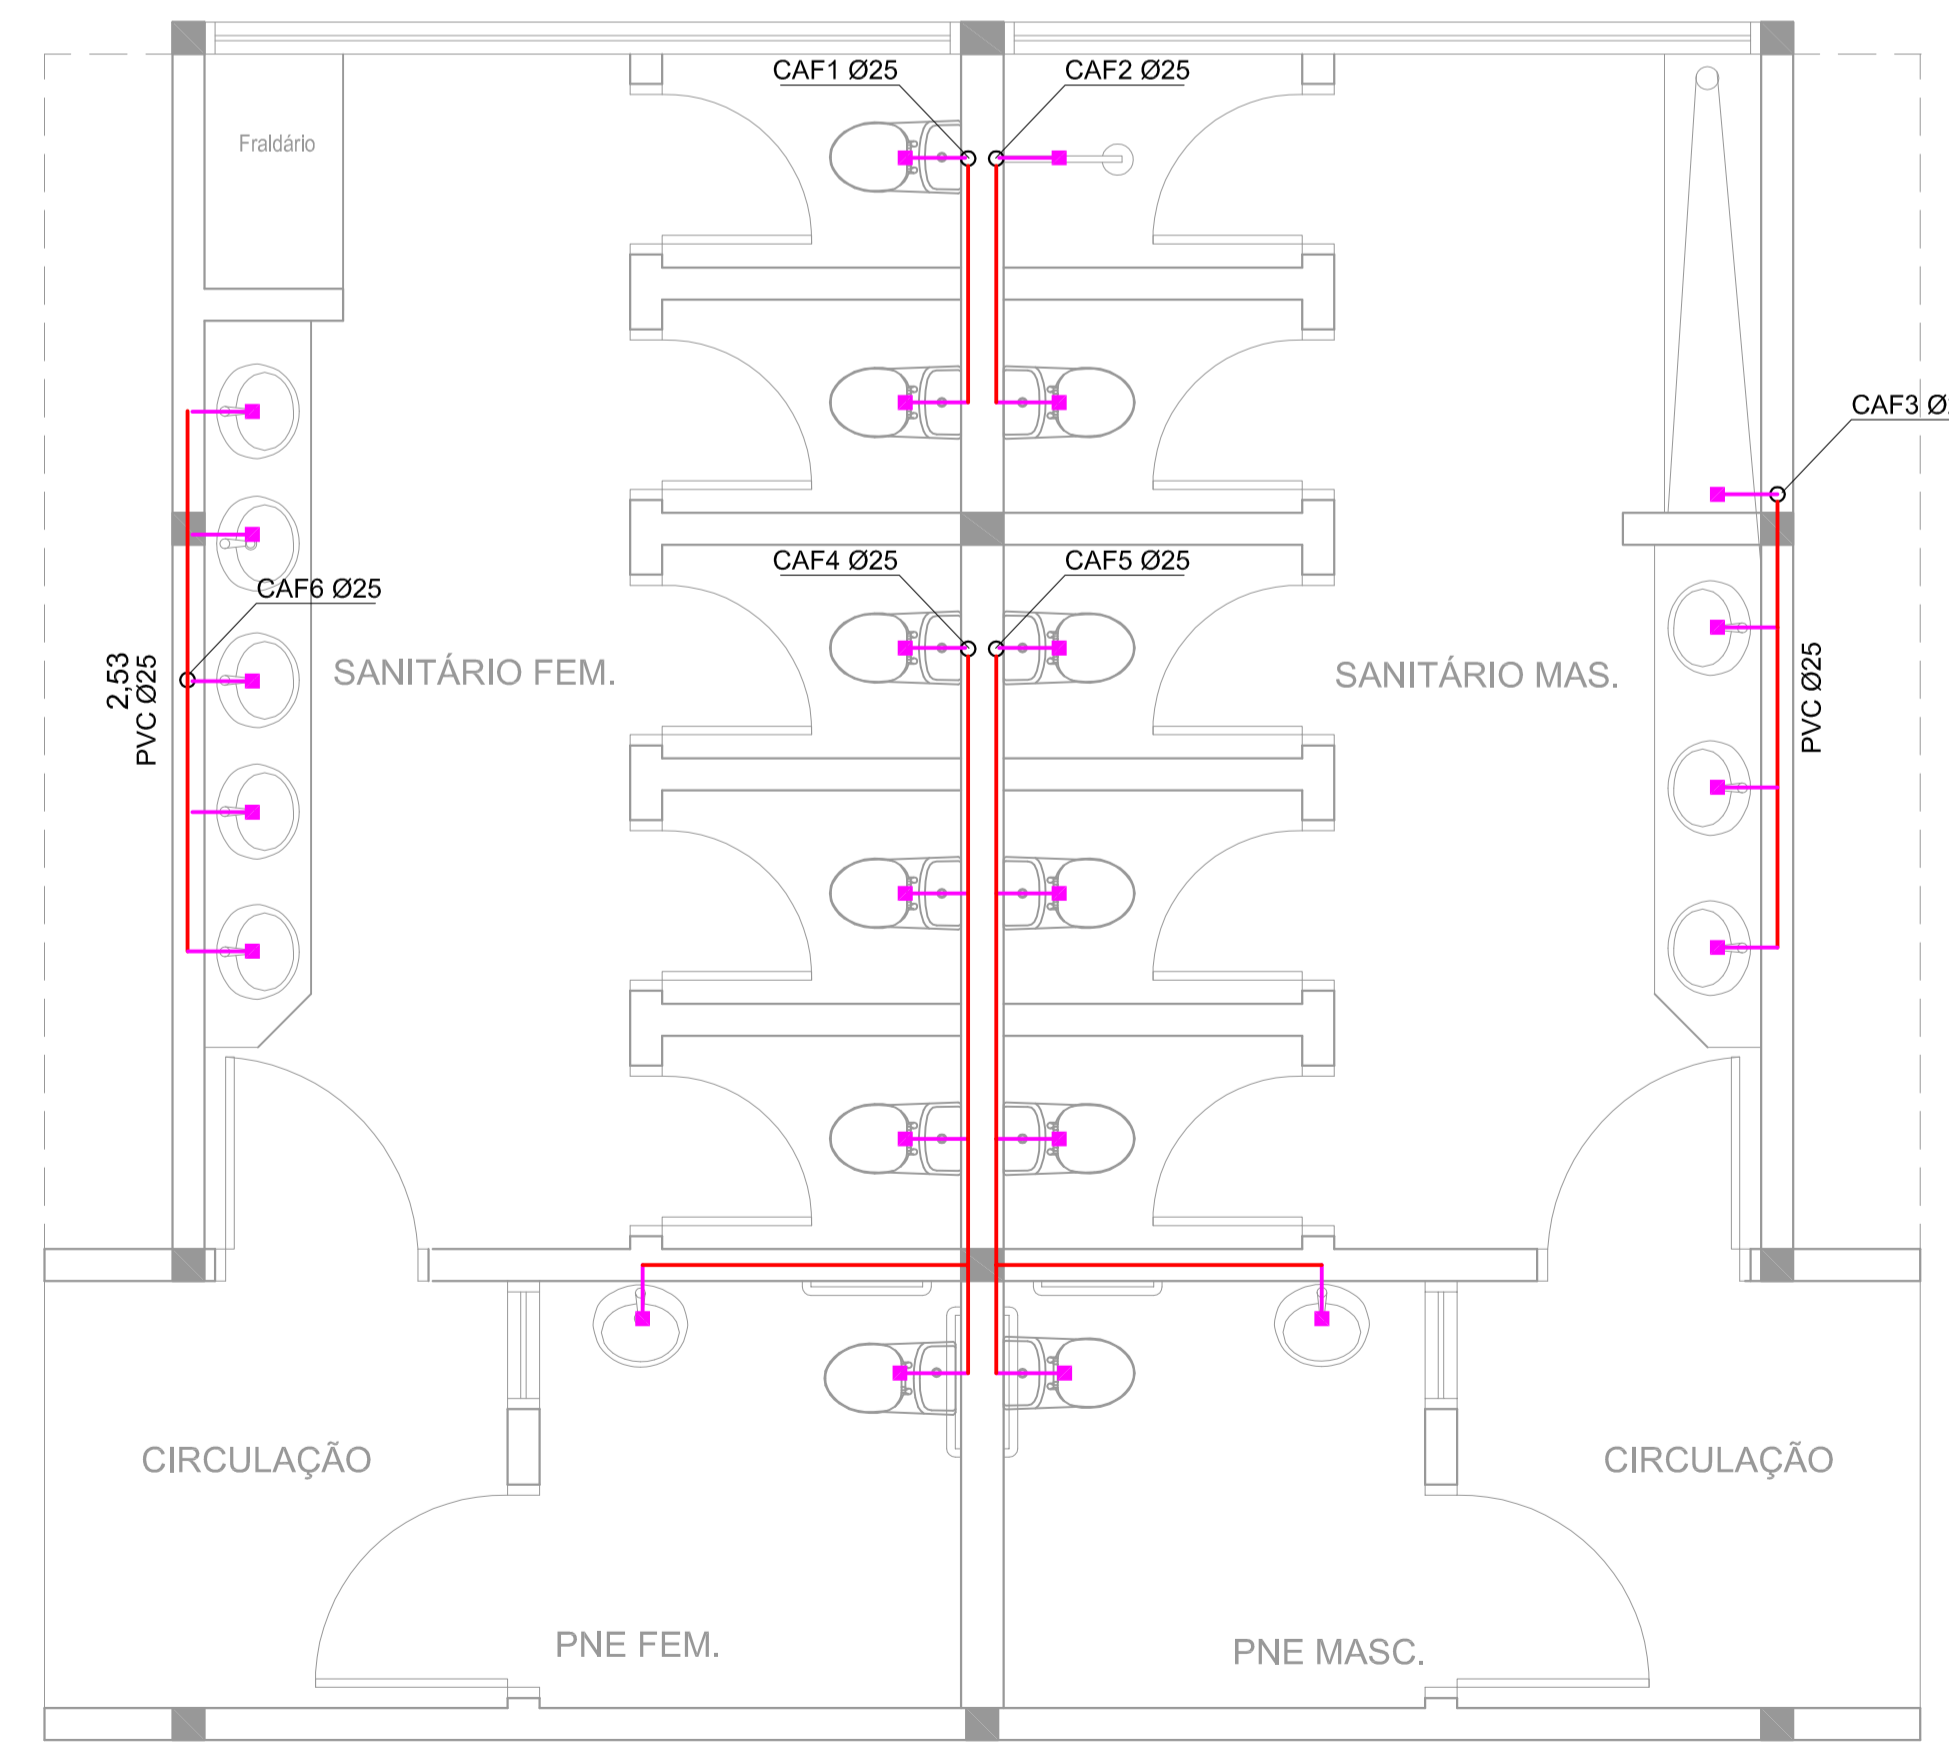 CAF1 Ø25
CAF2 Ø25
Fraldário
CAF3
CAF4 Ø25
CAF5 Ø25
CAF6 Ø25
2,53
PVC Ø25
SANITÁRIO FEM.
SANITÁRIO MAS.
PVC Ø25
CIRCULAÇÃO
CIRCULAÇÃO
PNE FEM.
PNE MASC.